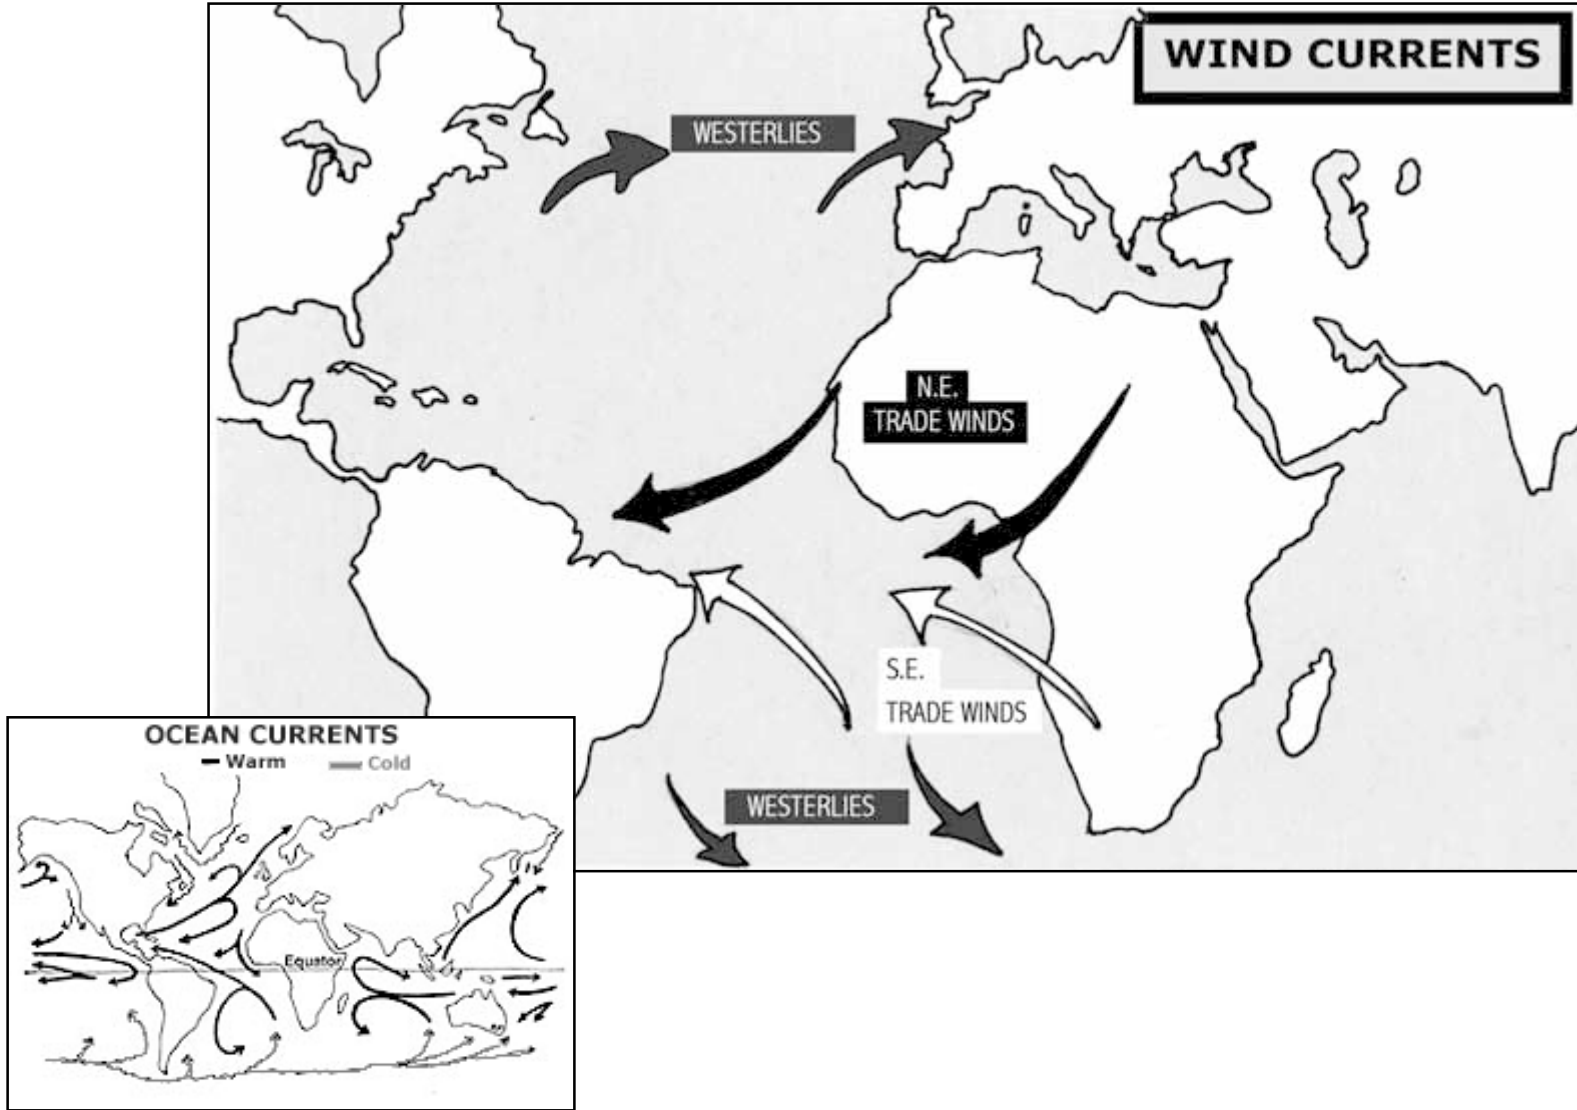 WIND CURRENTS
WESTERLIES
N.E.
TRADE WINDS
S.E.
TRADE WINDS
WESTERLIES
OCEAN CURRENTS
Warm Cold
Equator